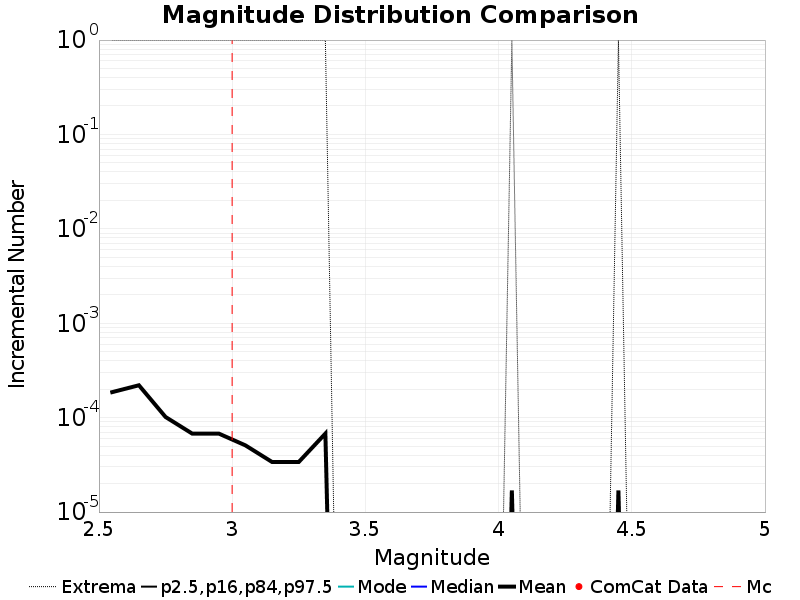 Magnitude Distribution Comparison
10^0
10^-1
10^-2
10^-3
10^-4
10^-5
Incremental Number
2.5 3 3.5 4 4.5 5
Magnitude
Extrema p2.5,p16,p84,p97.5 Mode Median Mean ComCat Data Mc